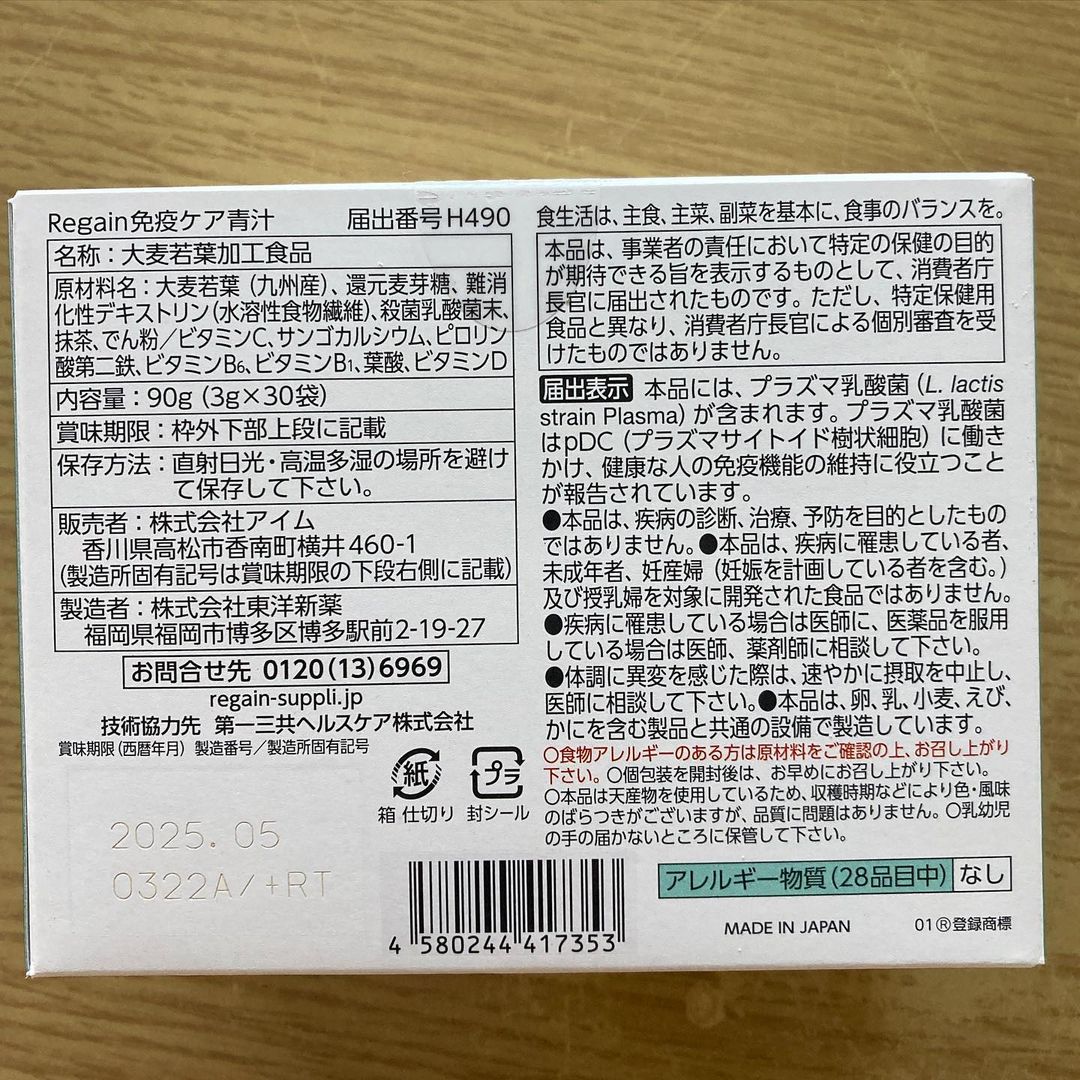 Regain免疫ケア青汁 届出番号H490
名称：大麦若葉加工食品
原材料名：大麦若葉（九州産）、還元麦芽糖、難消
化性デキストリン（水溶性食物繊維）、殺菌乳酸菌末、
抹茶、でん粉／ビタミンC、サンゴカルシウム、ピロリン
酸第二鉄、ビタミンB₆、ビタミンB₁、葉酸、ビタミンD
内容量：90g（3g×30袋）
賞味期限：枠外下部上段に記載
保存方法：直射日光・高温多湿の場所を避け
て保存して下さい。
販売者：株式会社アイム
香川県高松市香南町横井460-1
（製造所固有記号は賞味期限の下段右側に記載）
製造者：株式会社東洋新薬
福岡県福岡市博多区博多駅前2-19-27
お問合せ先 0120(13)6969
regain-suppli.jp
技術協力先 第一三共ヘルスケア株式会社
賞味期限（西暦年月） 製造番号／製造所固有記号
紙 プラ
箱 仕切り 封シール
2025.05
0322A/+RT
4 580244 417353
食生活は、主食、主菜、副菜を基本に、食事のバランスを。
本品は、事業者の責任において特定の保健の目的
が期待できる旨を表示するものとして、消費者庁
長官に届出されたものです。ただし、特定保健用
食品と異なり、消費者庁長官による個別審査を受
けたものではありません。
届出表示 本品には、プラズマ乳酸菌（L. lactis
strain Plasma）が含まれます。プラズマ乳酸菌
はpDC（プラズマサイトイド樹状細胞）に働き
かけ、健康な人の免疫機能の維持に役立つこと
が報告されています。
●本品は、疾病の診断、治療、予防を目的としたもの
ではありません。●本品は、疾病に罹患している者、
未成年者、妊産婦（妊娠を計画している者を含む。）
及び授乳婦を対象に開発された食品ではありません。
●疾病に罹患している場合は医師に、医薬品を服用
している場合は医師、薬剤師に相談して下さい。
●体調に異変を感じた際は、速やかに摂取を中止し、
医師に相談して下さい。●本品は、卵、乳、小麦、えび、
かにを含む製品と共通の設備で製造しています。
○食物アレルギーのある方は原材料をご確認の上、お召し上がり
下さい。○個包装を開封後は、お早めにお召し上がり下さい。
○本品は天産物を使用しているため、収穫時期などにより色・風味
のばらつきがございますが、品質に問題はありません。○乳幼児
の手の届かないところに保管して下さい。
アレルギー物質（28品目中） なし
MADE IN JAPAN 01 ®登録商標